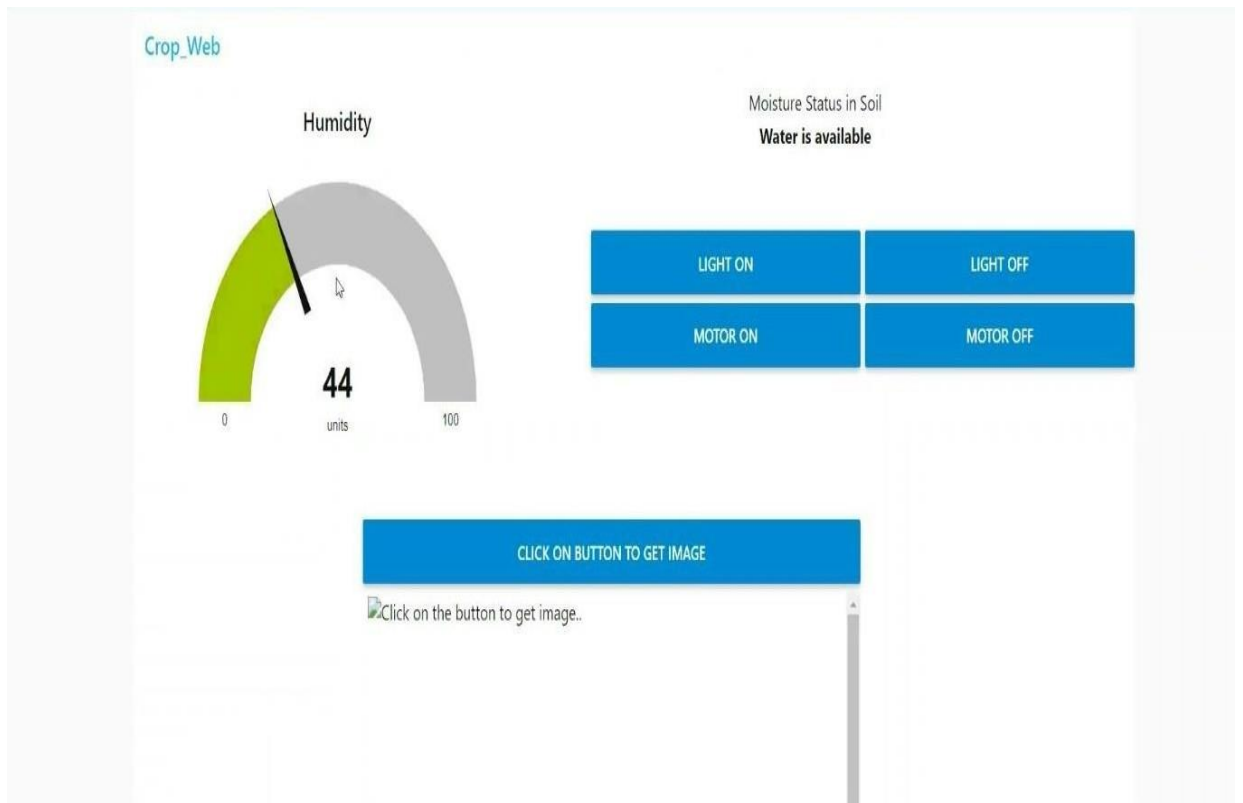 Crop_Web
Humidity
44
units
0
100
Moisture Status in Soil
Water is available
LIGHT ON
LIGHT OFF
MOTOR ON
MOTOR OFF
CLICK ON BUTTON TO GET IMAGE
Click on the button to get image..